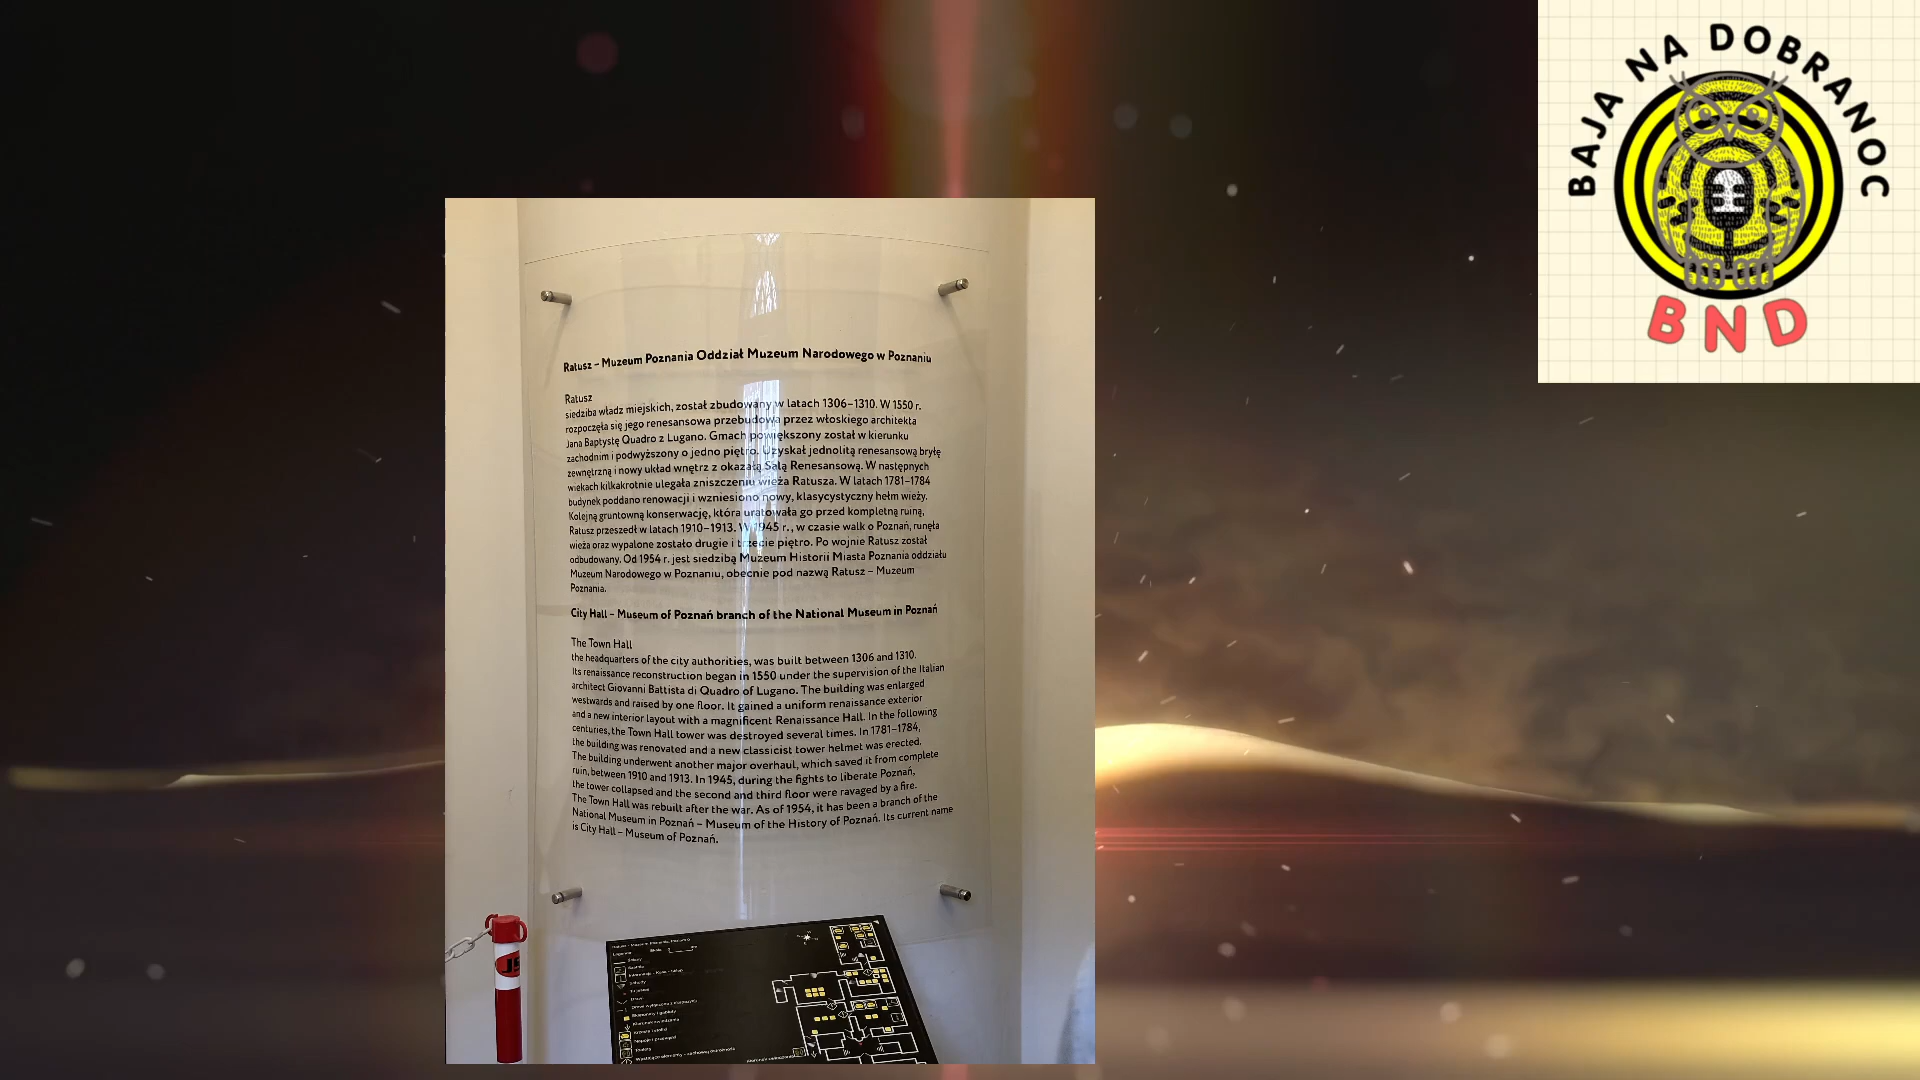 BAJA NA DOBRANOC
BND
Ratusz – Muzeum Poznania Oddział Muzeum Narodowego w Poznaniu
Ratusz
siedziba władz miejskich, został zbudowany w latach 1306–1310. W 1550 r.
rozpoczęła się jego renesansowa przebudowa przez włoskiego architekta
Jana Baptystę Quadro z Lugano. Gmach powiększony został w kierunku
zachodnim i podwyższony o jedno piętro. Uzyskał jednolitą renesansową bryłę
zewnętrzną i nowy układ wnętrz z okazałą Salą Renesansową. W następnych
wiekach kilkakrotnie ulegała zniszczeniu wieża Ratusza. W latach 1781–1784
budynek poddano renowacji i wzniesiono nowy, klasycystyczny hełm wieży.
Kolejną gruntowną konserwację, która uratowała go przed kompletną ruiną,
Ratusz przeszedł w latach 1910–1913. W 1945 r., w czasie walk o Poznań, runęła
wieża oraz wypalone zostało drugie i trzecie piętro. Po wojnie Ratusz został
odbudowany. Od 1954 r. jest siedzibą Muzeum Historii Miasta Poznania oddziału
Muzeum Narodowego w Poznaniu, obecnie pod nazwą Ratusz – Muzeum
Poznania.
City Hall – Museum of Poznań branch of the National Museum in Poznań
The Town Hall
the headquarters of the city authorities, was built between 1306 and 1310.
Its renaissance reconstruction began in 1550 under the supervision of the Italian
architect Giovanni Battista di Quadro of Lugano. The building was enlarged
westwards and raised by one floor. It gained a uniform renaissance exterior
and a new interior layout with a magnificent Renaissance Hall. In the following
centuries, the Town Hall tower was destroyed several times. In 1781–1784,
the building was renovated and a new classicist tower helmet was erected.
The building underwent another major overhaul, which saved it from complete
ruin, between 1910 and 1913. In 1945, during the fights to liberate Poznań,
the tower collapsed and the second and third floor were ravaged by a fire.
The Town Hall was rebuilt after the war. As of 1954, it has been a branch of the
National Museum in Poznań – Museum of the History of Poznań. Its current name
is City Hall – Museum of Poznań.
JS